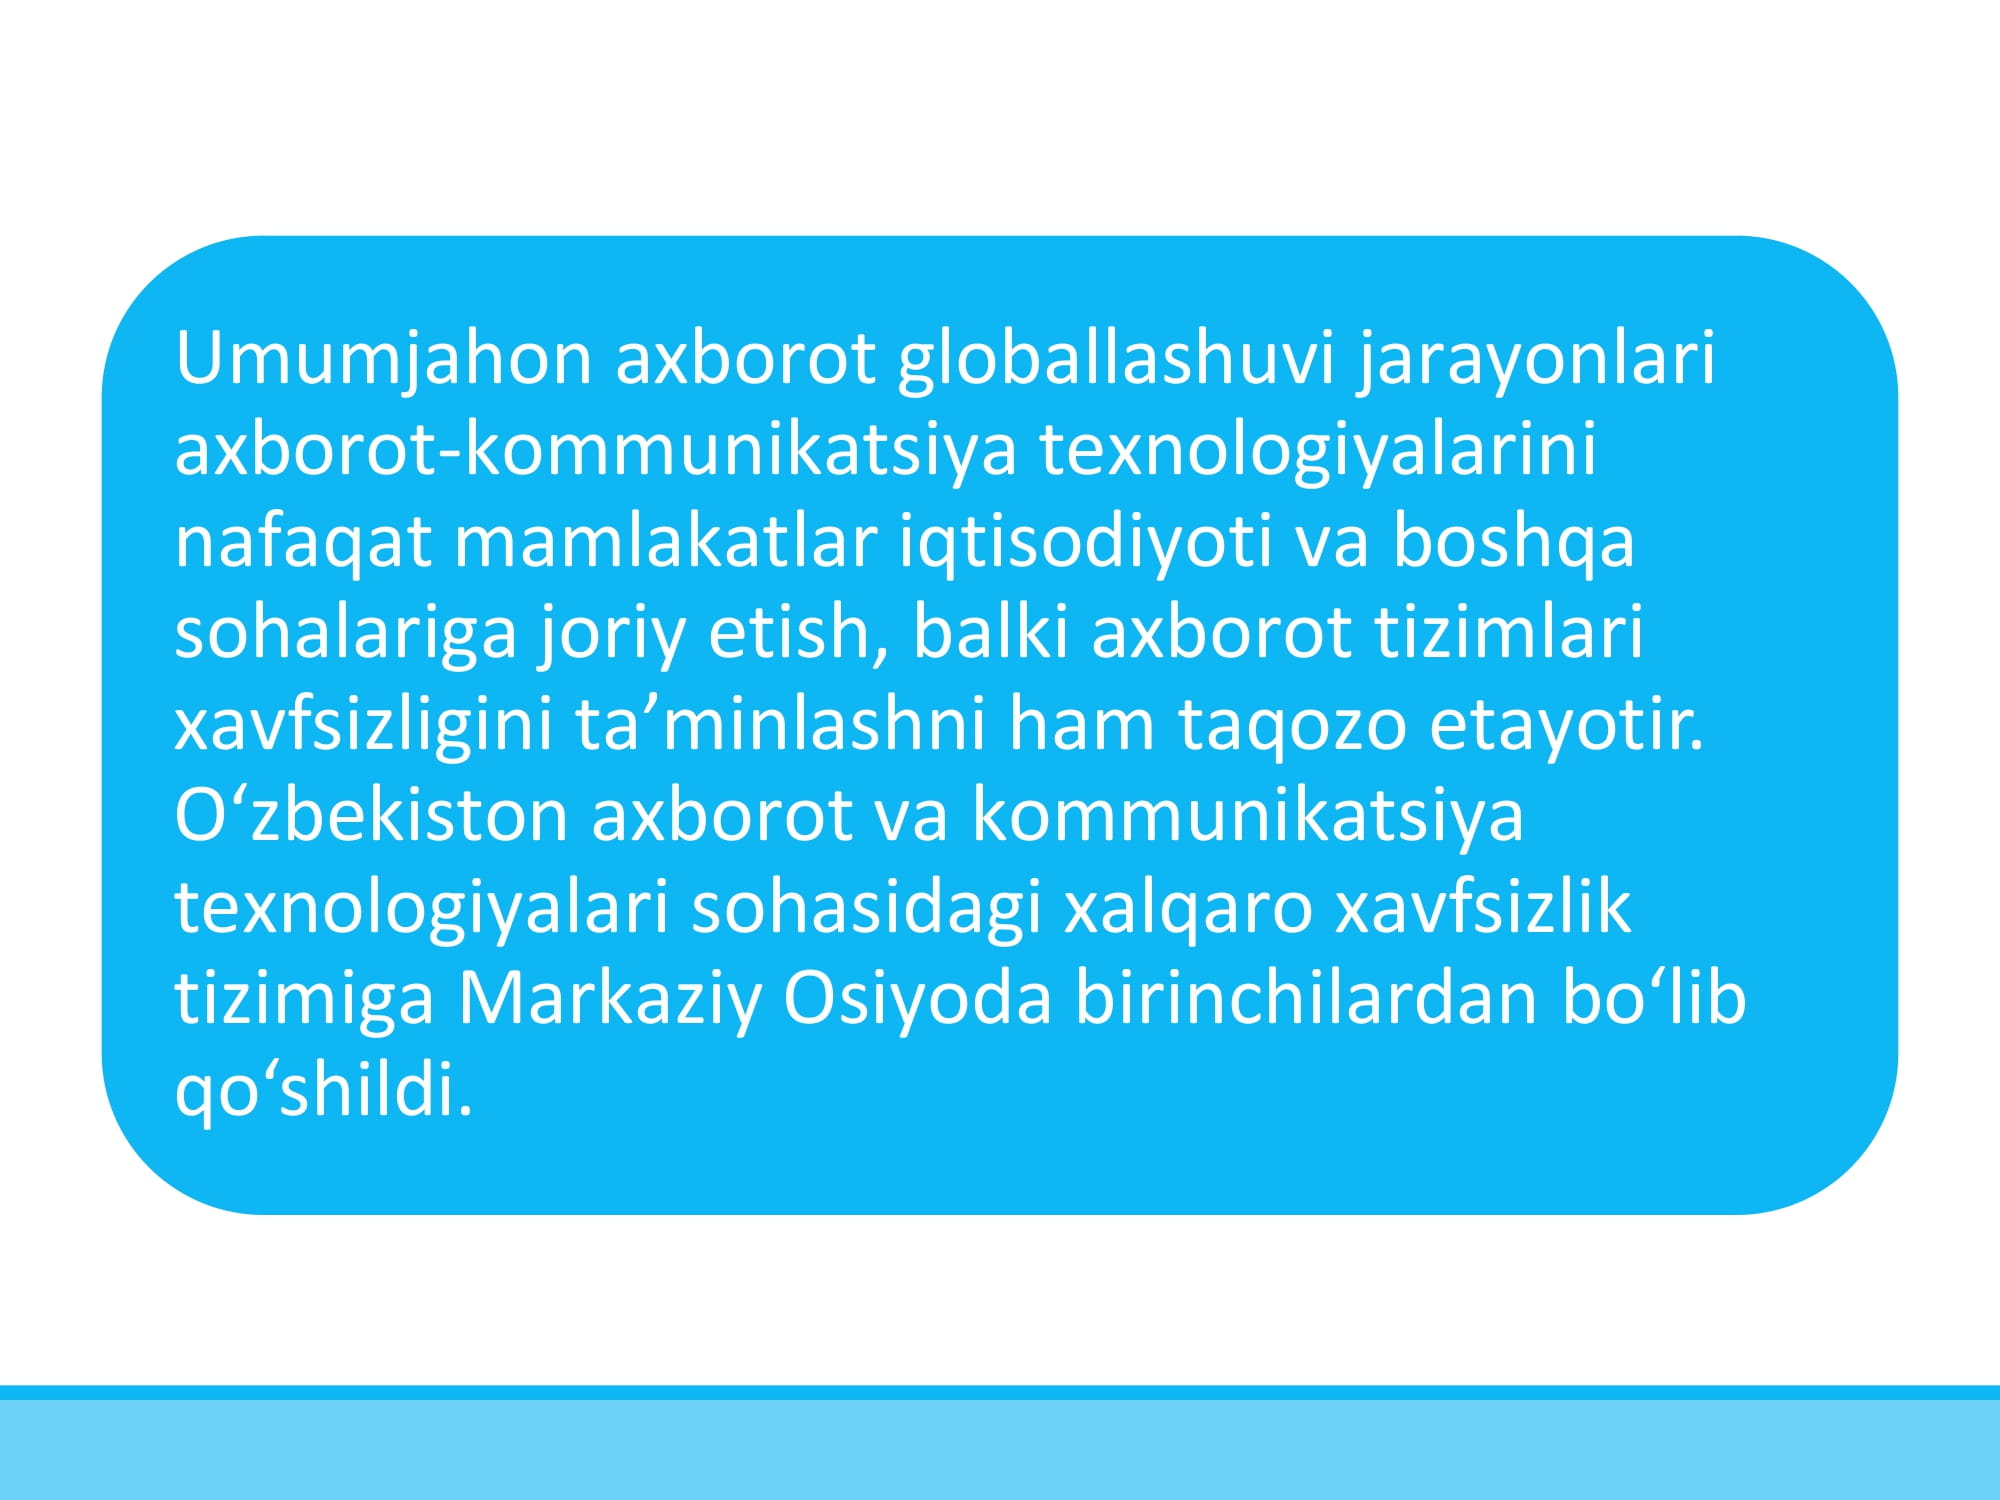 Umumjahon axborot globallashuvi jarayonlari
axborot-kommunikatsiya texnologiyalarini
nafaqat mamlakatlar iqtisodiyoti va boshqa
sohalariga joriy etish, balki axborot tizimlari
xavfsizligini ta’minlashni ham taqozo etayotir.
O‘zbekiston axborot va kommunikatsiya
texnologiyalari sohasidagi xalqaro xavfsizlik
tizimiga Markaziy Osiyoda birinchilardan bo‘lib
qo‘shildi.